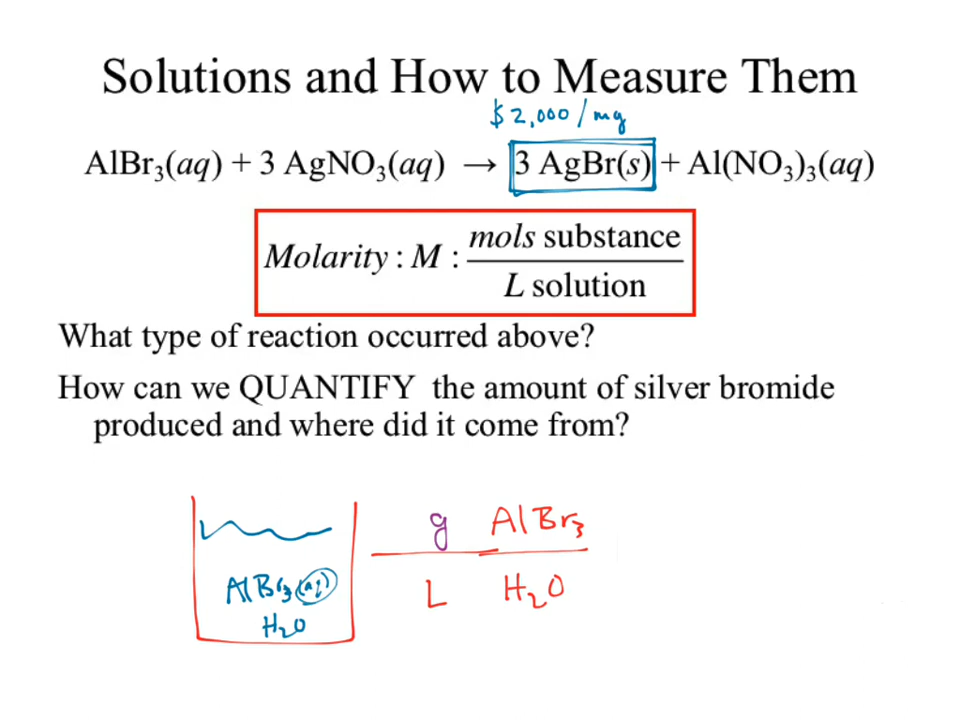 Solutions and How to Measure Them
$2,000/mg
AlBr₃(aq) + 3 AgNO₃(aq) → 3 AgBr(s) + Al(NO₃)₃(aq)
Molarity : M : mols substance
L solution
What type of reaction occurred above?
How can we QUANTIFY the amount of silver bromide
produced and where did it come from?
g AlBr₃
L H₂O
AlBr₃(aq)
H₂O